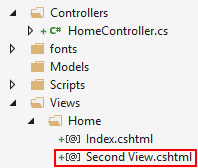 Controllers
C# HomeController.cs
fonts
Models
Scripts
Views
Home
Index.cshtml
Second View.cshtml